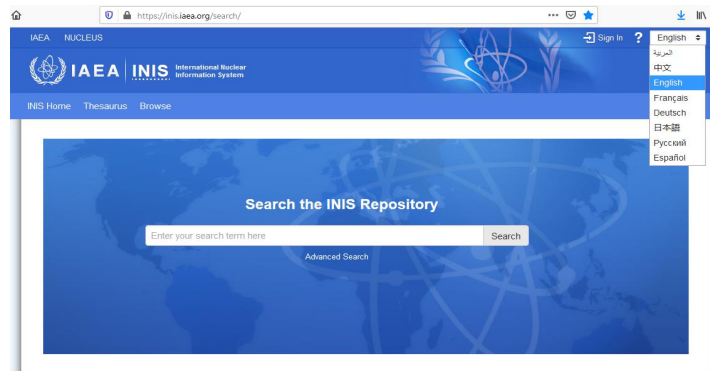 https://inis.iaea.org/search/
IAEA NUCLEUS Sign In ? English
IAEA INIS International Nuclear Information System
INIS Home Thesaurus Browse
العربية
中文
English
Français
Deutsch
日本語
Русский
Español
Search the INIS Repository
Enter your search term here Search
Advanced Search